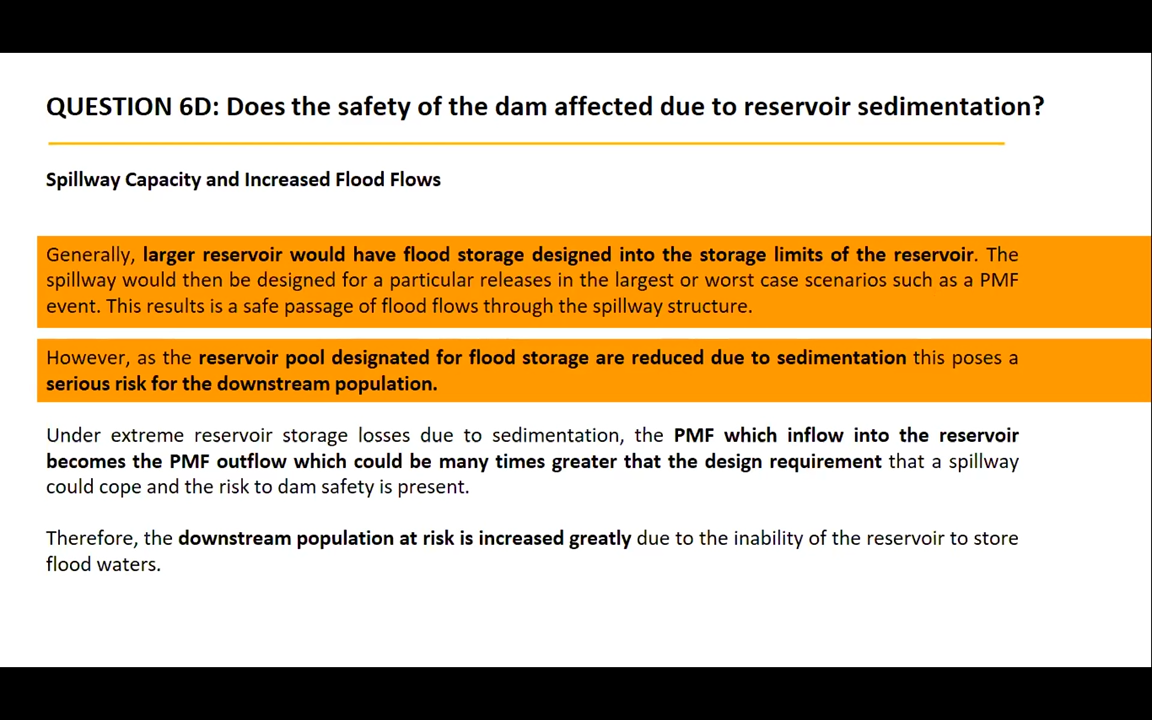 QUESTION 6D: Does the safety of the dam affected due to reservoir sedimentation?
Spillway Capacity and Increased Flood Flows
Generally, larger reservoir would have flood storage designed into the storage limits of the reservoir. The
spillway would then be designed for a particular releases in the largest or worst case scenarios such as a PMF
event. This results is a safe passage of flood flows through the spillway structure.
However, as the reservoir pool designated for flood storage are reduced due to sedimentation this poses a
serious risk for the downstream population.
Under extreme reservoir storage losses due to sedimentation, the PMF which inflow into the reservoir
becomes the PMF outflow which could be many times greater that the design requirement that a spillway
could cope and the risk to dam safety is present.
Therefore, the downstream population at risk is increased greatly due to the inability of the reservoir to store
flood waters.